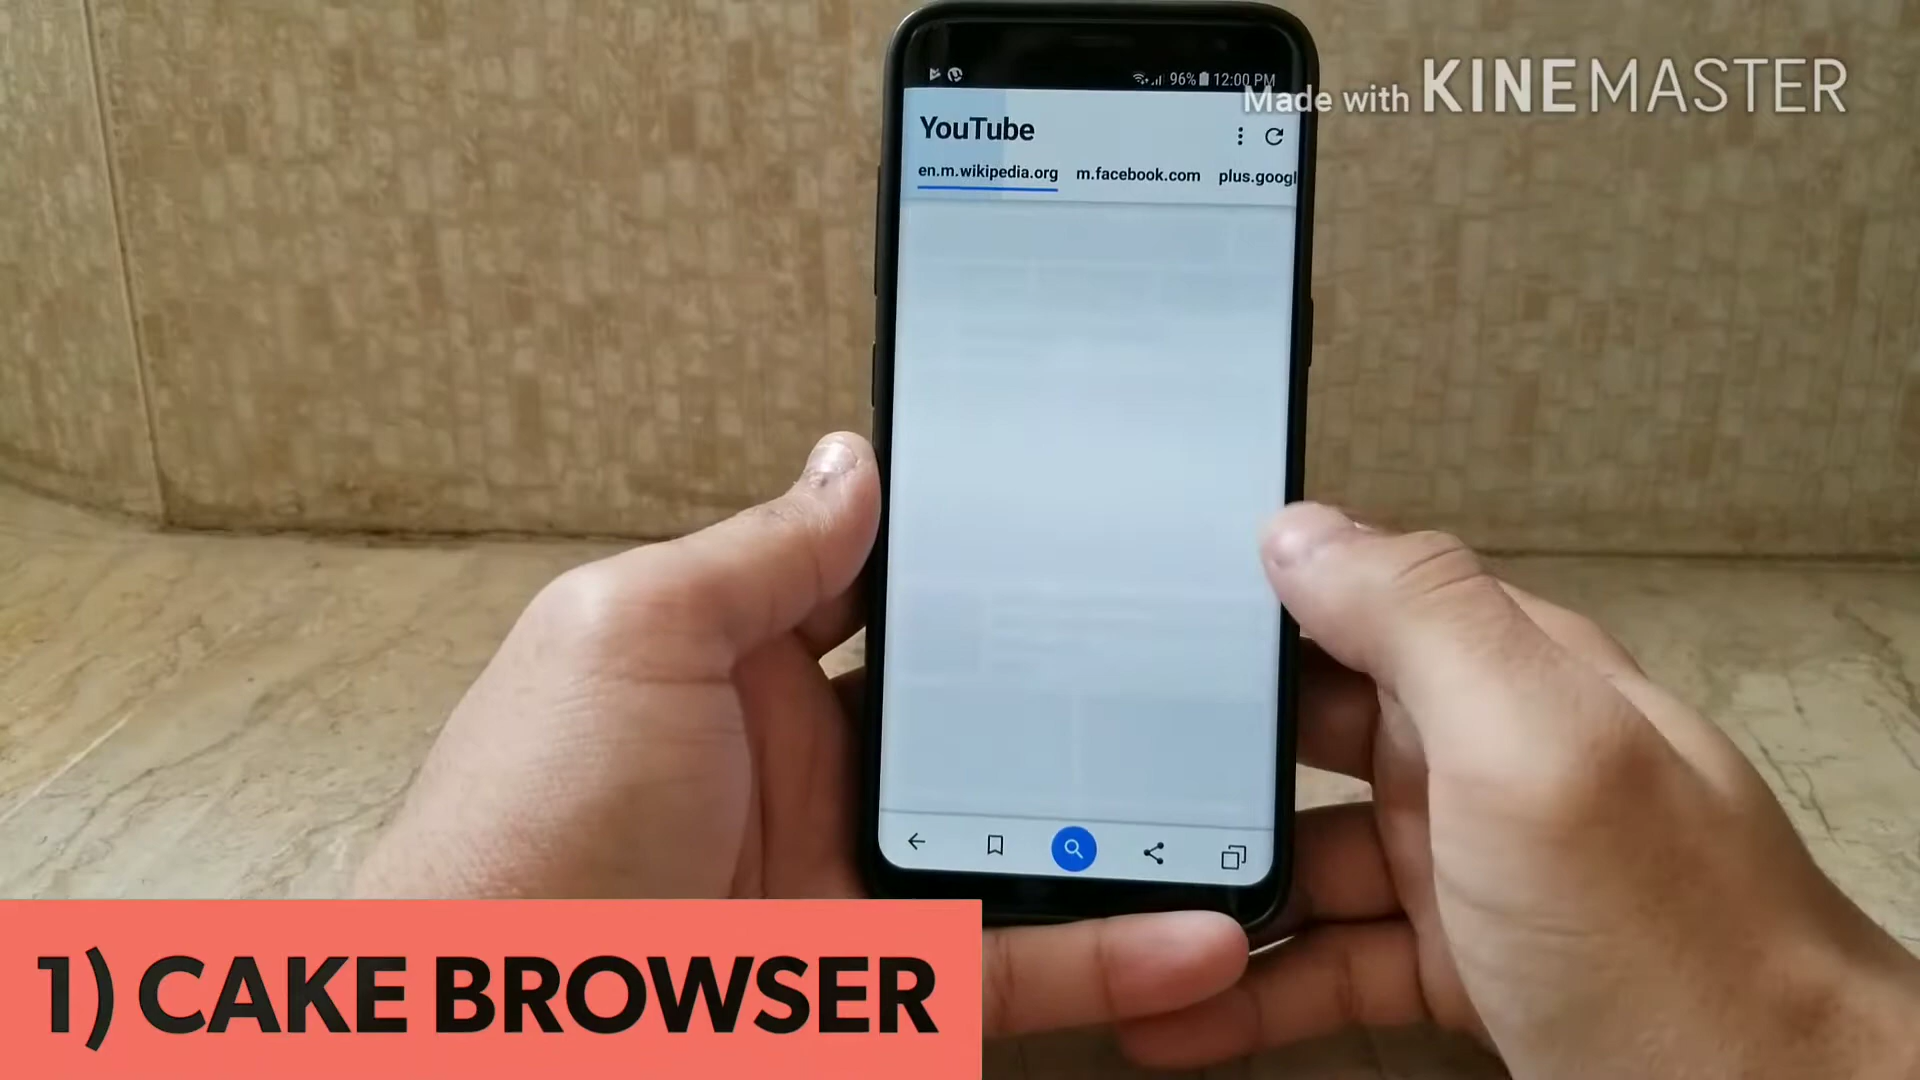 96% 12:00 PM
Made with KINEMASTER
YouTube
en.m.wikipedia.org m.facebook.com plus.googl
1) CAKE BROWSER